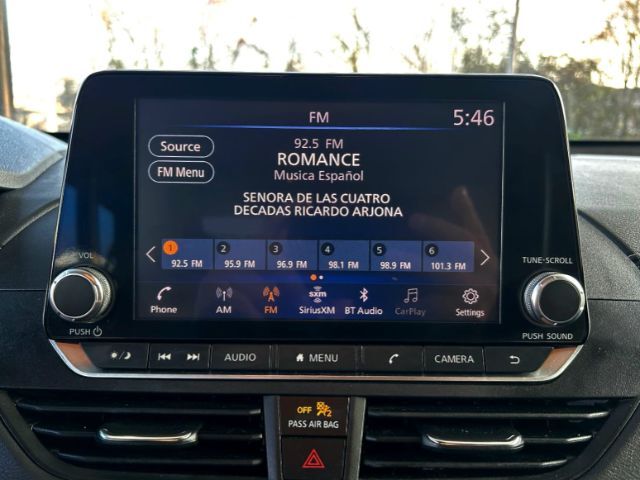 FM
5:46
Source
FM Menu
92.5 FM
ROMANCE
Musica Español
SENORA DE LAS CUATRO
DECADAS RICARDO ARJONA
1 2 3 4 5 6
92.5 FM 95.9 FM 96.9 FM 98.1 FM 98.9 FM 101.3 FM
Phone AM FM SiriusXM BT Audio CarPlay Settings
sxm
VOL
PUSH
TUNE-SCROLL
PUSH SOUND
AUDIO MENU CAMERA
OFF 2
PASS AIR BAG